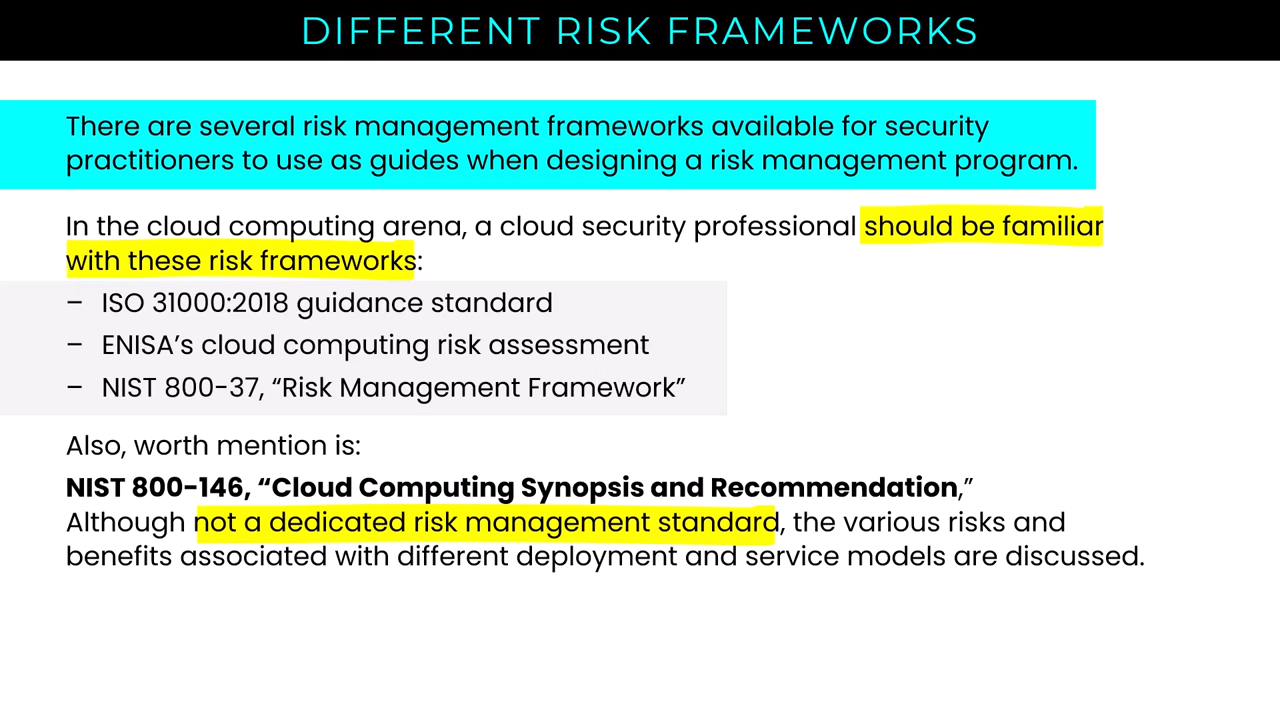 DIFFERENT RISK FRAMEWORKS
There are several risk management frameworks available for security
practitioners to use as guides when designing a risk management program.
In the cloud computing arena, a cloud security professional should be familiar
with these risk frameworks:
– ISO 31000:2018 guidance standard
– ENISA’s cloud computing risk assessment
– NIST 800-37, “Risk Management Framework”
Also, worth mention is:
NIST 800-146, “Cloud Computing Synopsis and Recommendation,”
Although not a dedicated risk management standard, the various risks and
benefits associated with different deployment and service models are discussed.